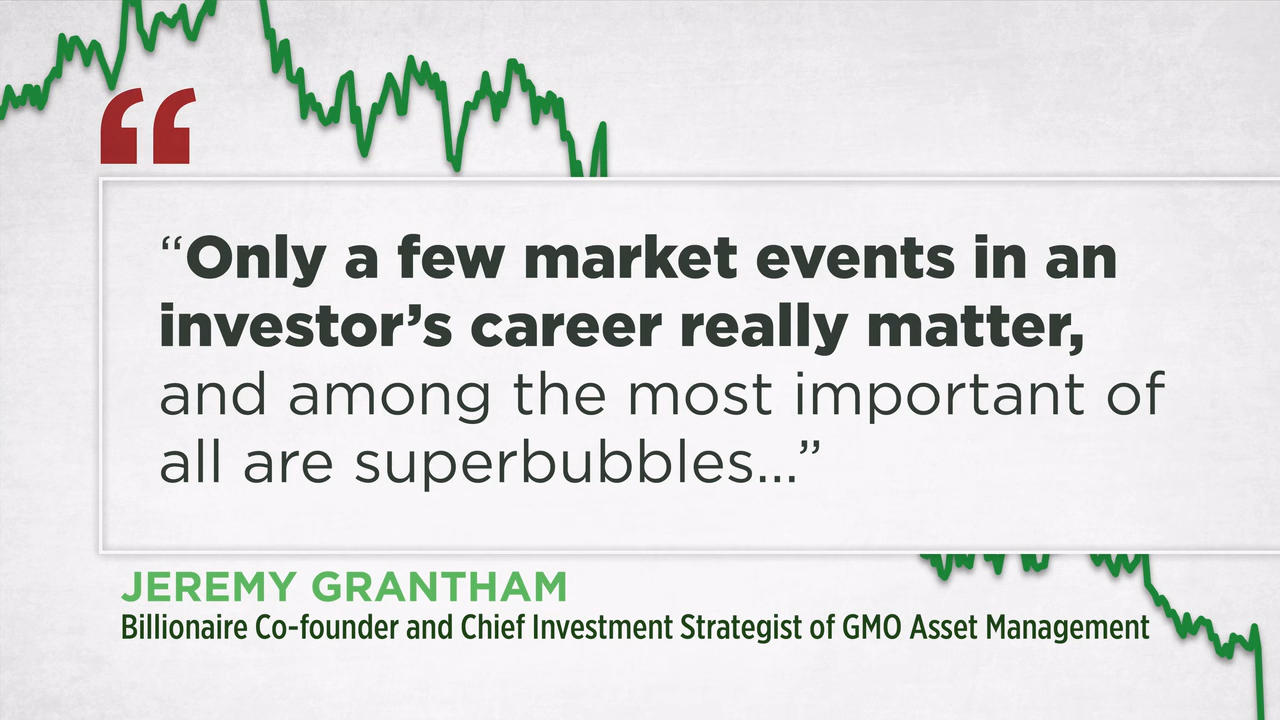 “Only a few market events in an
investor’s career really matter,
and among the most important of
all are superbubbles...”
JEREMY GRANTHAM
Billionaire Co-founder and Chief Investment Strategist of GMO Asset Management